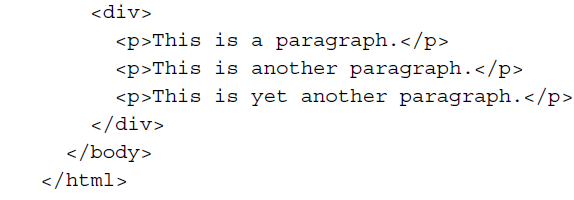 <div>
<p>This is a paragraph.</p>
<p>This is another paragraph.</p>
<p>This is yet another paragraph.</p>
</div>
</body>
</html>